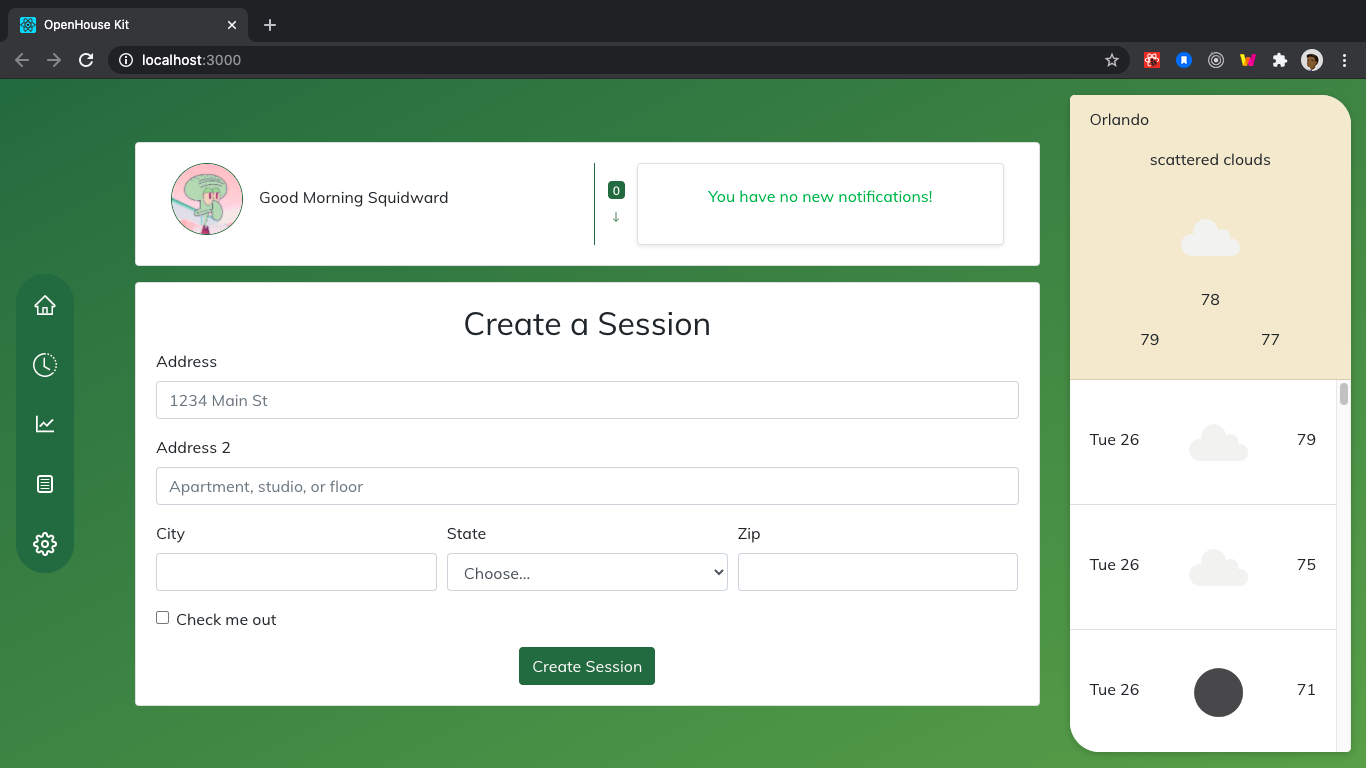 OpenHouse Kit
localhost:3000
Good Morning Squidward
0
↓
You have no new notifications!
Create a Session
Address
1234 Main St
Address 2
Apartment, studio, or floor
City State Zip
Choose...
Check me out
Create Session
Orlando
scattered clouds
78
79 77
Tue 26 79
Tue 26 75
Tue 26 71